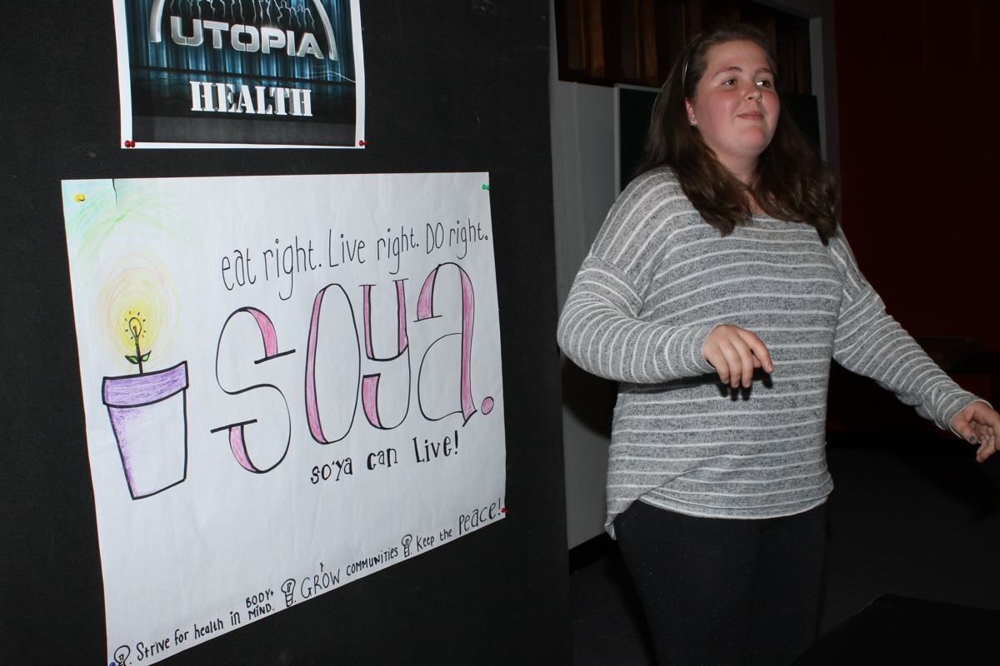 UTOPIA
HEALTH
eat right. Live right. DO right.
SOYA.
so'ya can Live!
Strive for health in BODY+ MIND. GROW COMMUNITIES Keep the Peace!